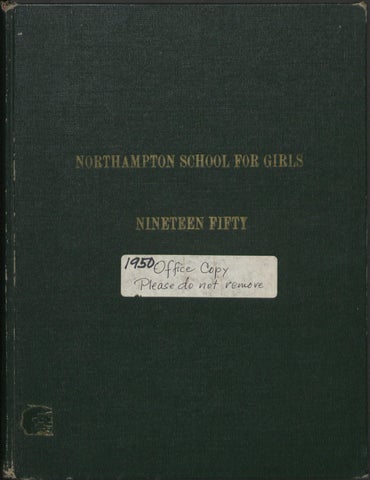 NORTHAMPTON SCHOOL FOR GIRLS
NINETEEN FIFTY
1950 Office Copy
Please do not remove